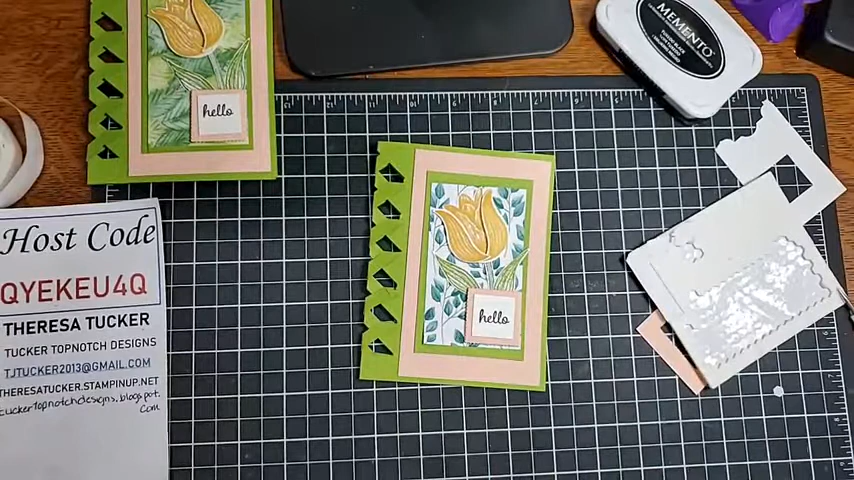 hello
MEMENTO
Host Code
QYEKEU4Q
THERESA TUCKER
TUCKER TOPNOTCH DESIGNS
TJTUCKER2013@GMAIL.COM
THERESATUCKER.STAMPINUP.NET
tuckerTopnotchdesigns.blogspot.
com
hello